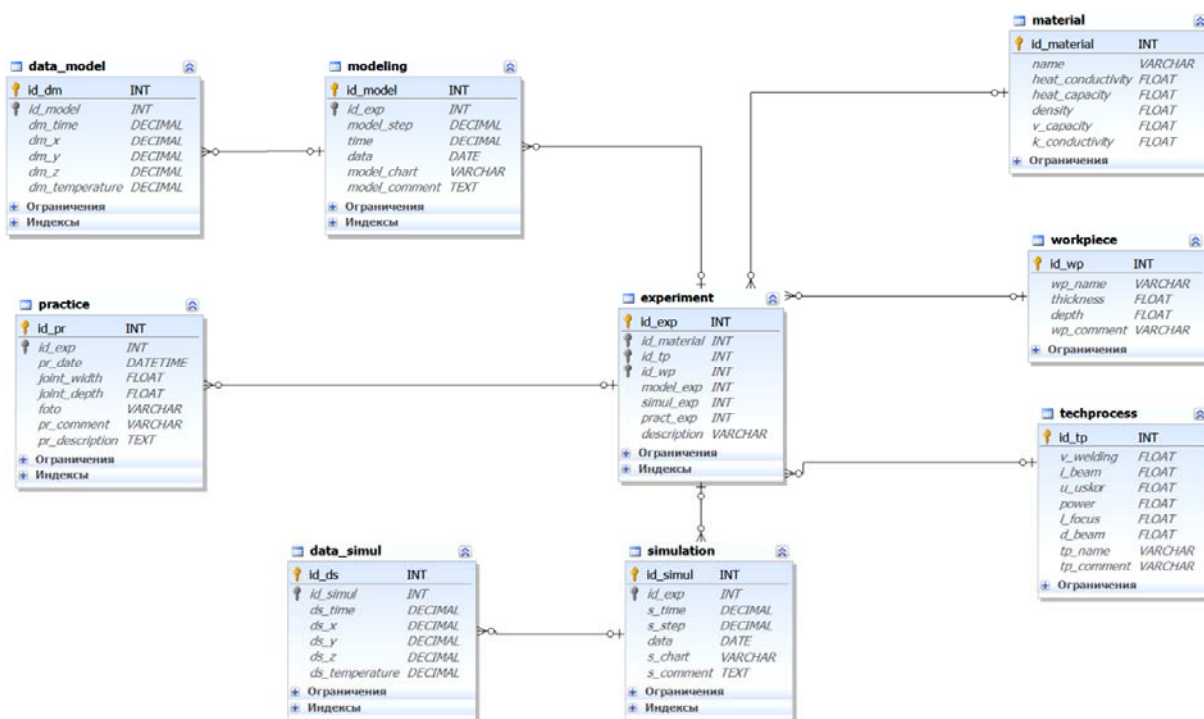 material
id_material INT
name VARCHAR
heat_conductivity FLOAT
heat_capacity FLOAT
density FLOAT
v_capacity FLOAT
k_conductivity FLOAT
Ограничения
data_model
id_dm INT
id_model INT
dm_time DECIMAL
dm_x DECIMAL
dm_y DECIMAL
dm_z DECIMAL
dm_temperature DECIMAL
Ограничения
Индексы
modeling
id_model INT
id_exp INT
model_step DECIMAL
time DECIMAL
data DATE
model_chart VARCHAR
model_comment TEXT
Ограничения
Индексы
workpiece
id_wp INT
wp_name VARCHAR
thickness FLOAT
depth FLOAT
wp_comment VARCHAR
Ограничения
practice
id_pr INT
id_exp INT
pr_date DATETIME
joint_width FLOAT
joint_depth FLOAT
foto VARCHAR
pr_comment VARCHAR
pr_description TEXT
Ограничения
Индексы
experiment
id_exp INT
id_material INT
id_tp INT
id_wp INT
model_exp INT
simul_exp INT
pract_exp INT
description VARCHAR
Ограничения
Индексы
techprocess
id_tp INT
v_welding FLOAT
I_beam FLOAT
u_uskor FLOAT
power FLOAT
l_focus FLOAT
d_beam FLOAT
tp_name VARCHAR
tp_comment VARCHAR
Ограничения
data_simul
id_ds INT
id_simul INT
ds_time DECIMAL
ds_x DECIMAL
ds_y DECIMAL
ds_z DECIMAL
ds_temperature DECIMAL
Ограничения
Индексы
simulation
id_simul INT
id_exp INT
s_time DECIMAL
s_step DECIMAL
data DATE
s_chart VARCHAR
s_comment TEXT
Ограничения
Индексы